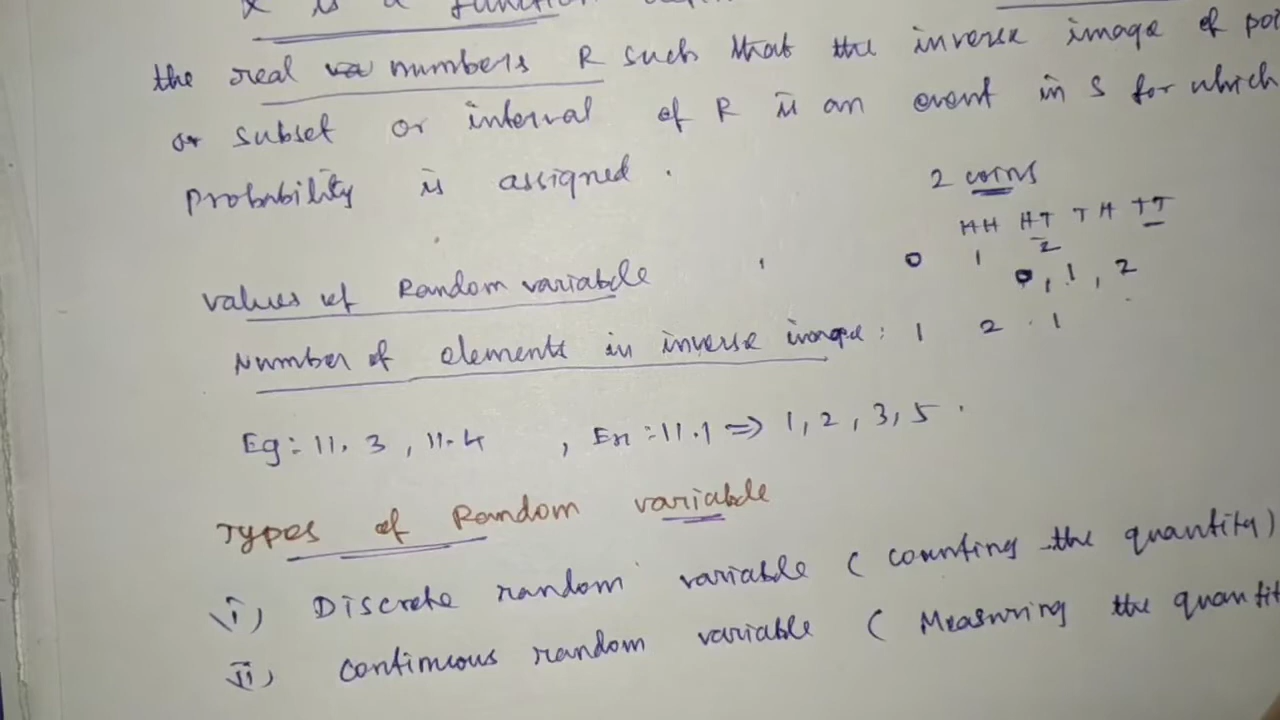 X is a function
the real numbers R such that the inverse image of poi
or subset or interval of R is an event in S for which
Probability is assigned.
2 coins
HH HT TH TT
values of Random variable
0 1 2
0, 1, 2
Number of elements in inverse image : 1 2 1
Eg: 11.3, 11.4, Ex: 11.1 ⇒ 1, 2, 3, 5.
Types of Random variable
i) Discrete random variable (counting the quantity)
ii) continuous random variable (Measuring the quantit